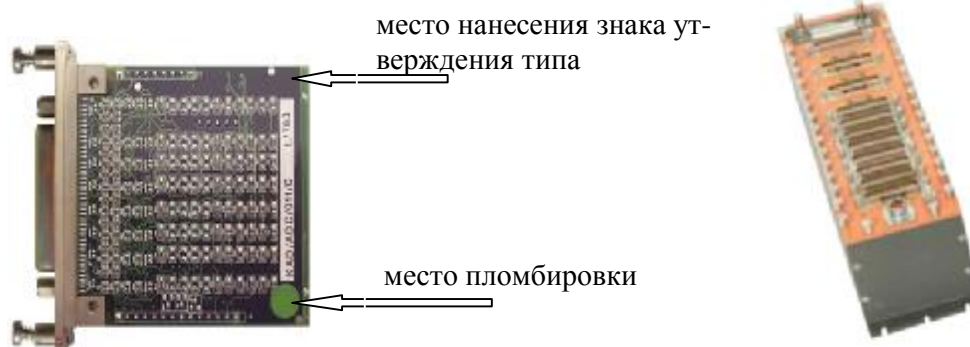 место нанесения знака ут-
верждения типа
место пломбировки